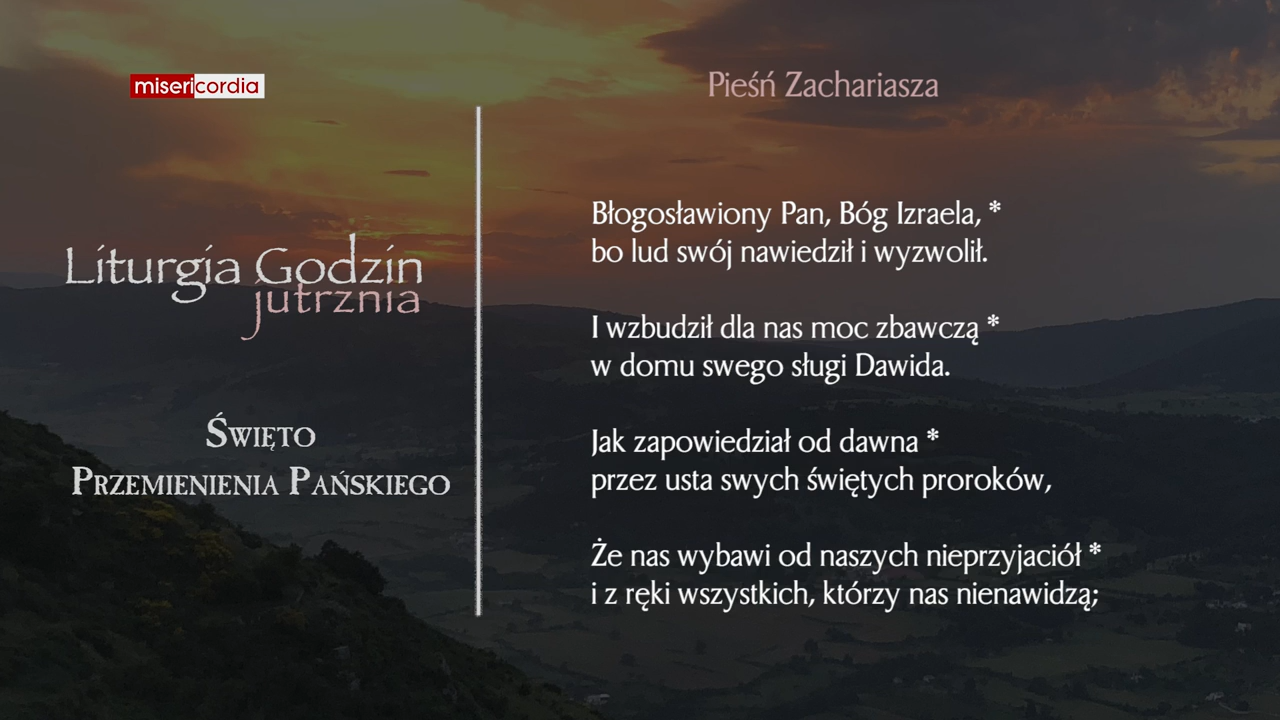 misericordia
Liturgia Godzin
jutrznia
Święto
Przemienienia Pańskiego
Pieśń Zachariasza
Błogosławiony Pan, Bóg Izraela, *
bo lud swój nawiedził i wyzwolił.
I wzbudził dla nas moc zbawczą *
w domu swego sługi Dawida.
Jak zapowiedział od dawna *
przez usta swych świętych proroków,
Że nas wybawi od naszych nieprzyjaciół *
i z ręki wszystkich, którzy nas nienawidzą;